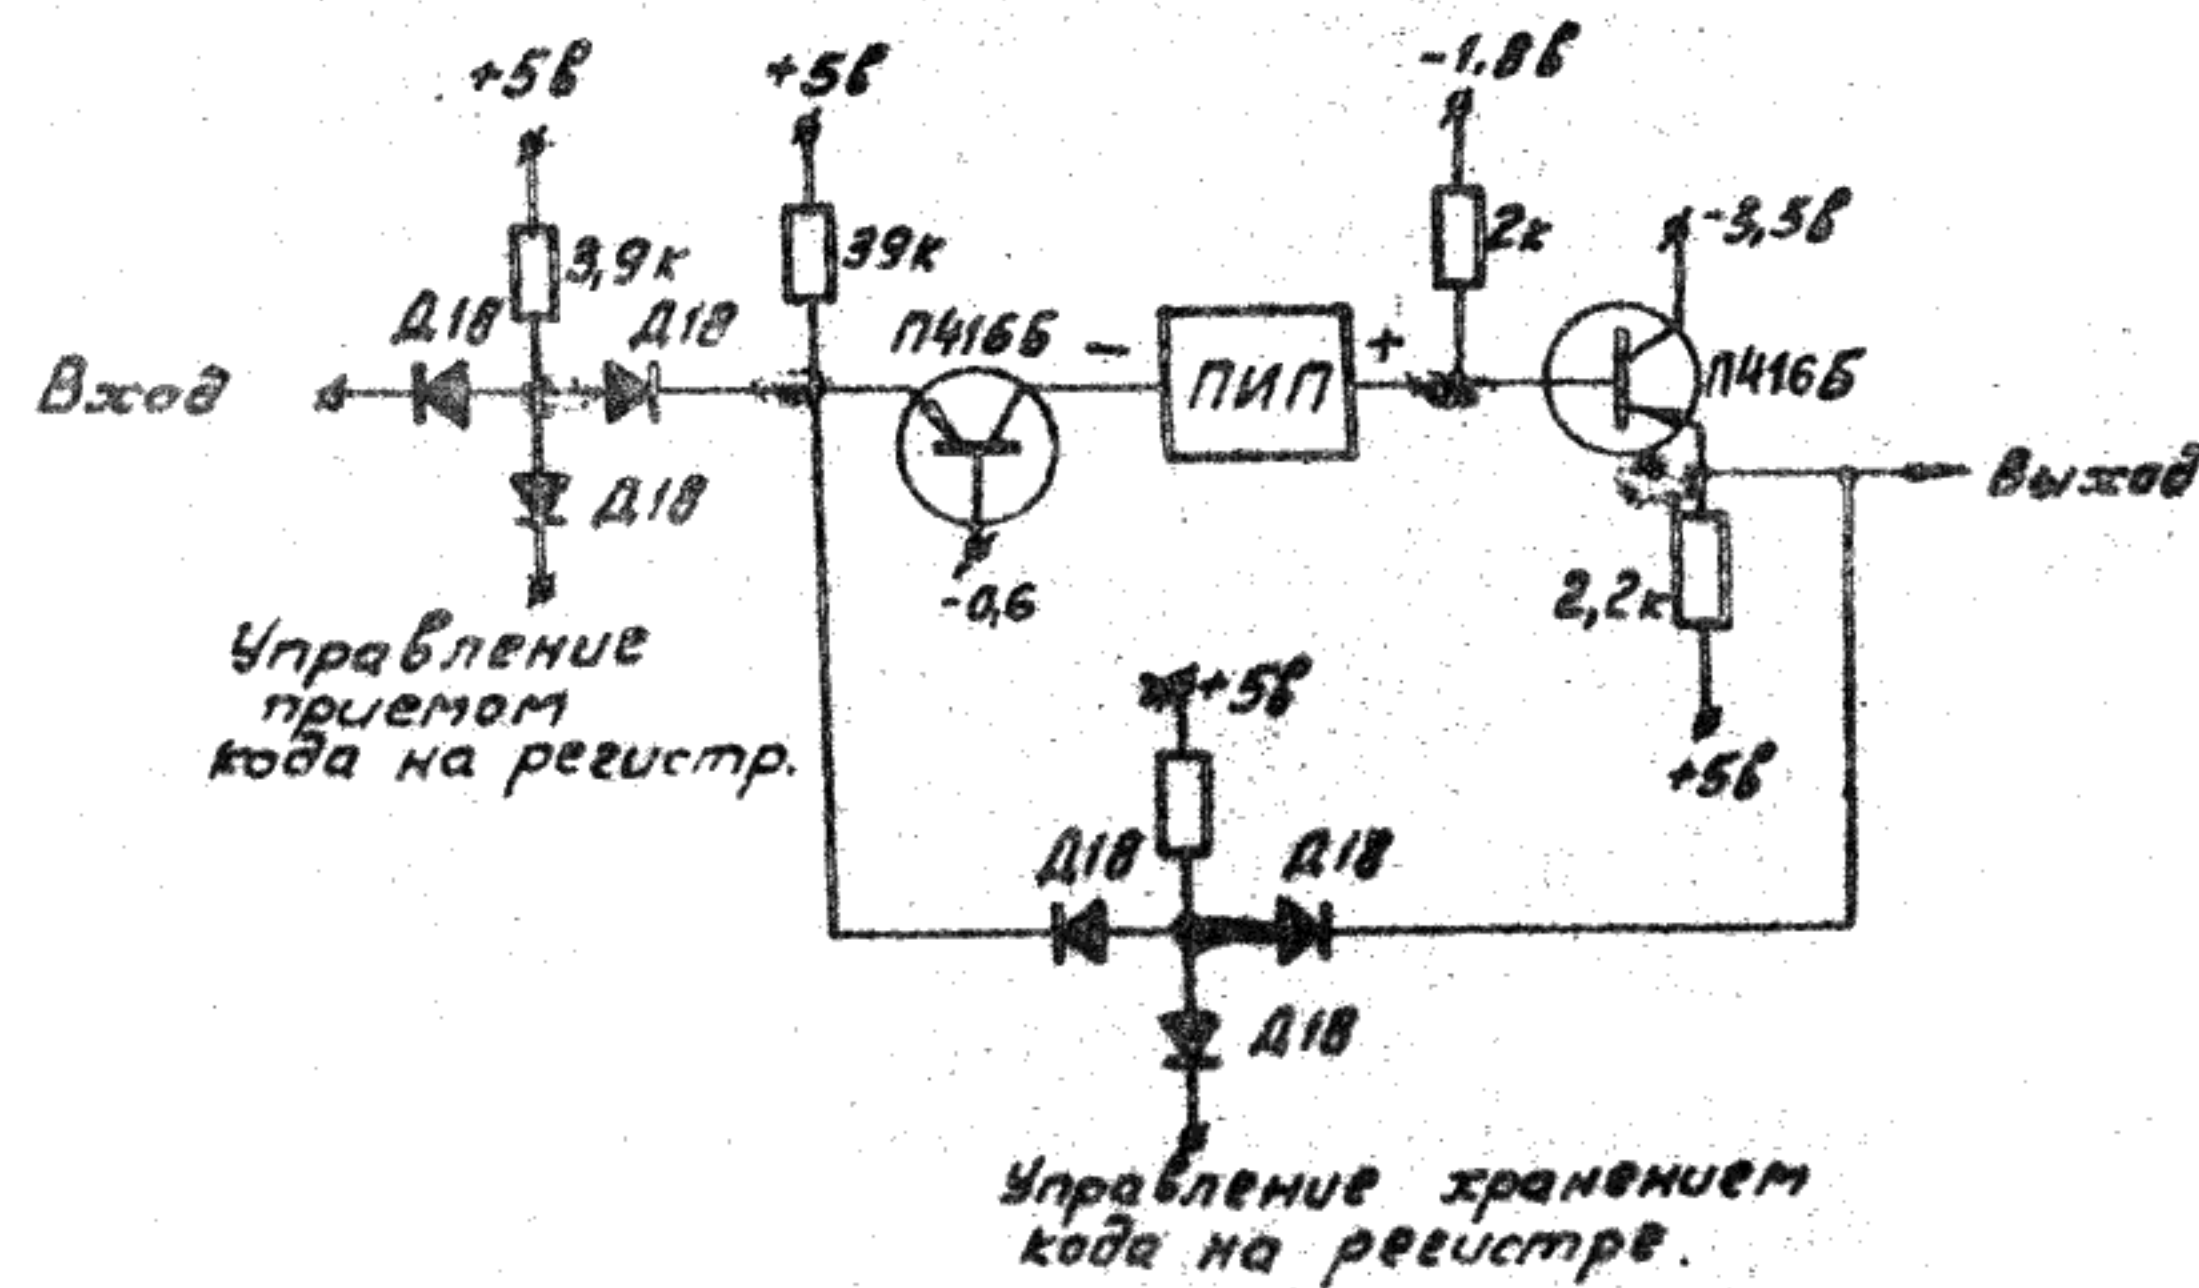 +5в
+5в
-1.8в
3,9к
39к
2к
-3,5в
Д18
Д18
П416Б
-
ПИП
+
П416Б
Вход
Д18
Выход
-0,6
2,2к
Управление
приемом
кода на регистр.
+5в
+5в
Д18
Д18
Д18
Управление хранением
кода на регистре.